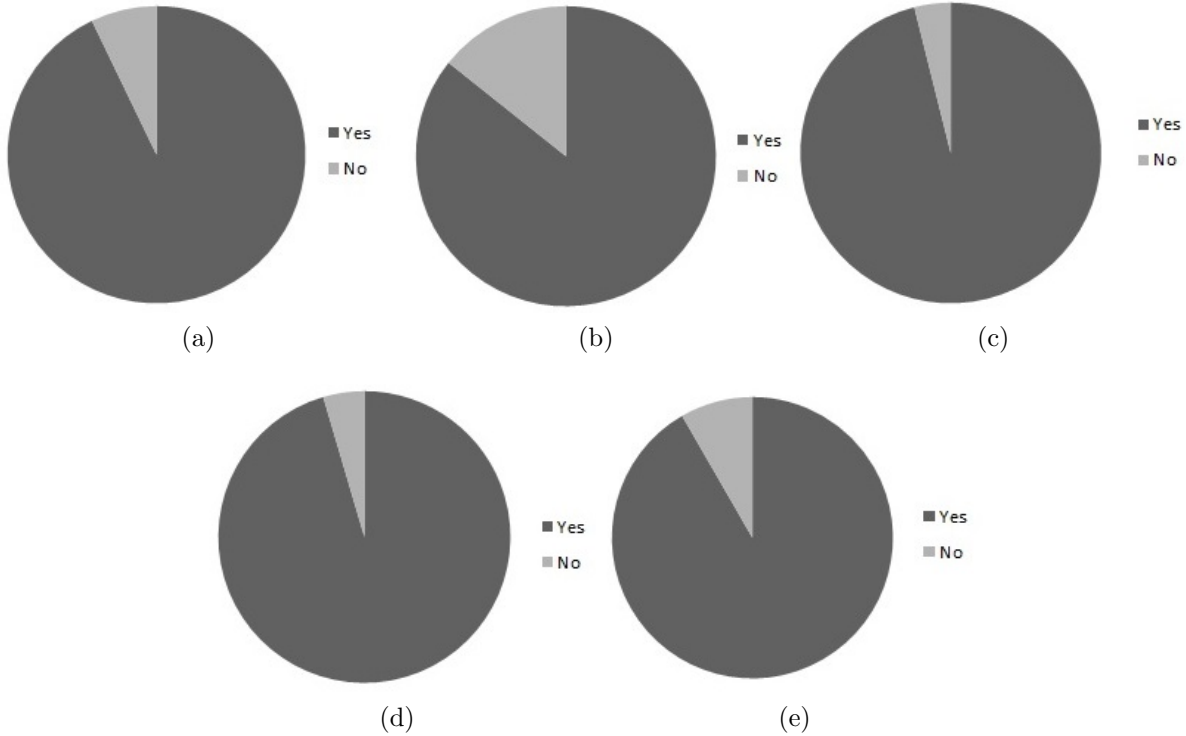 Yes
No
(a)
Yes
No
(b)
Yes
No
(c)
Yes
No
(d)
Yes
No
(e)